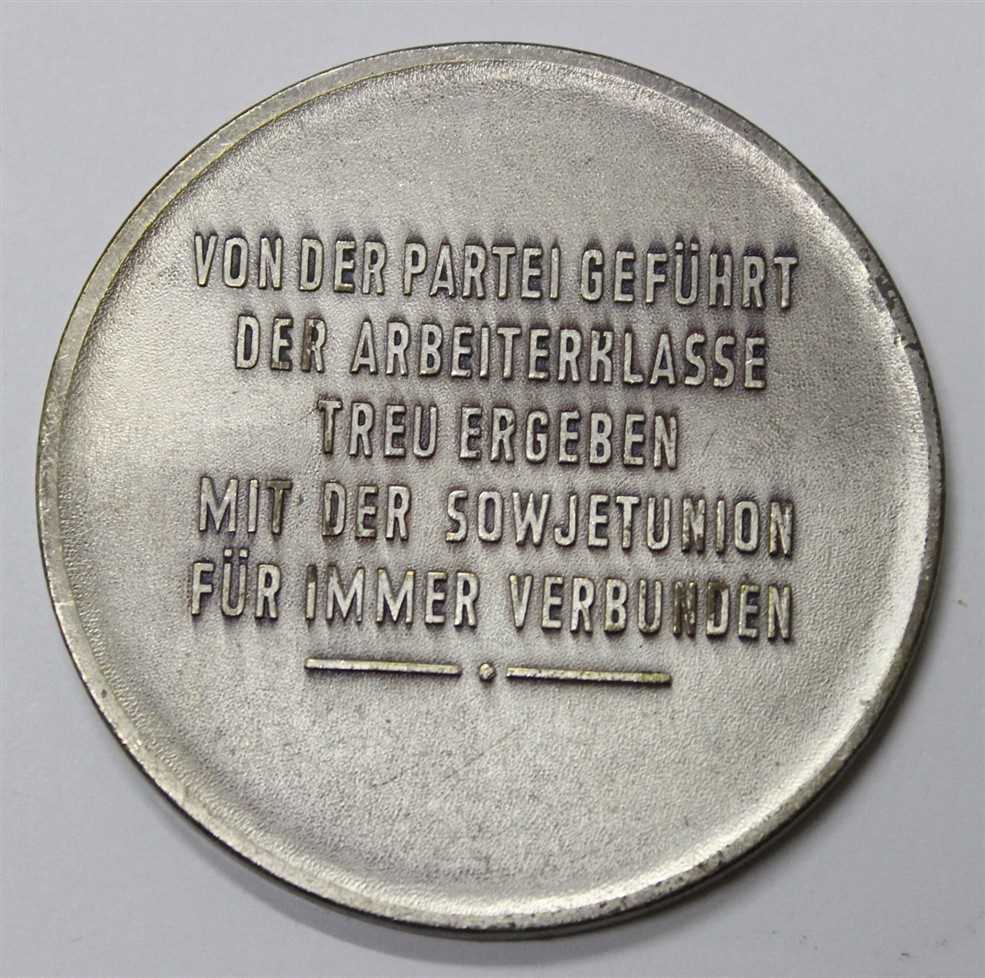 VON DER PARTEI GEFÜHRT
DER ARBEITERKLASSE
TREU ERGEBEN
MIT DER SOWJETUNION
FÜR IMMER VERBUNDEN